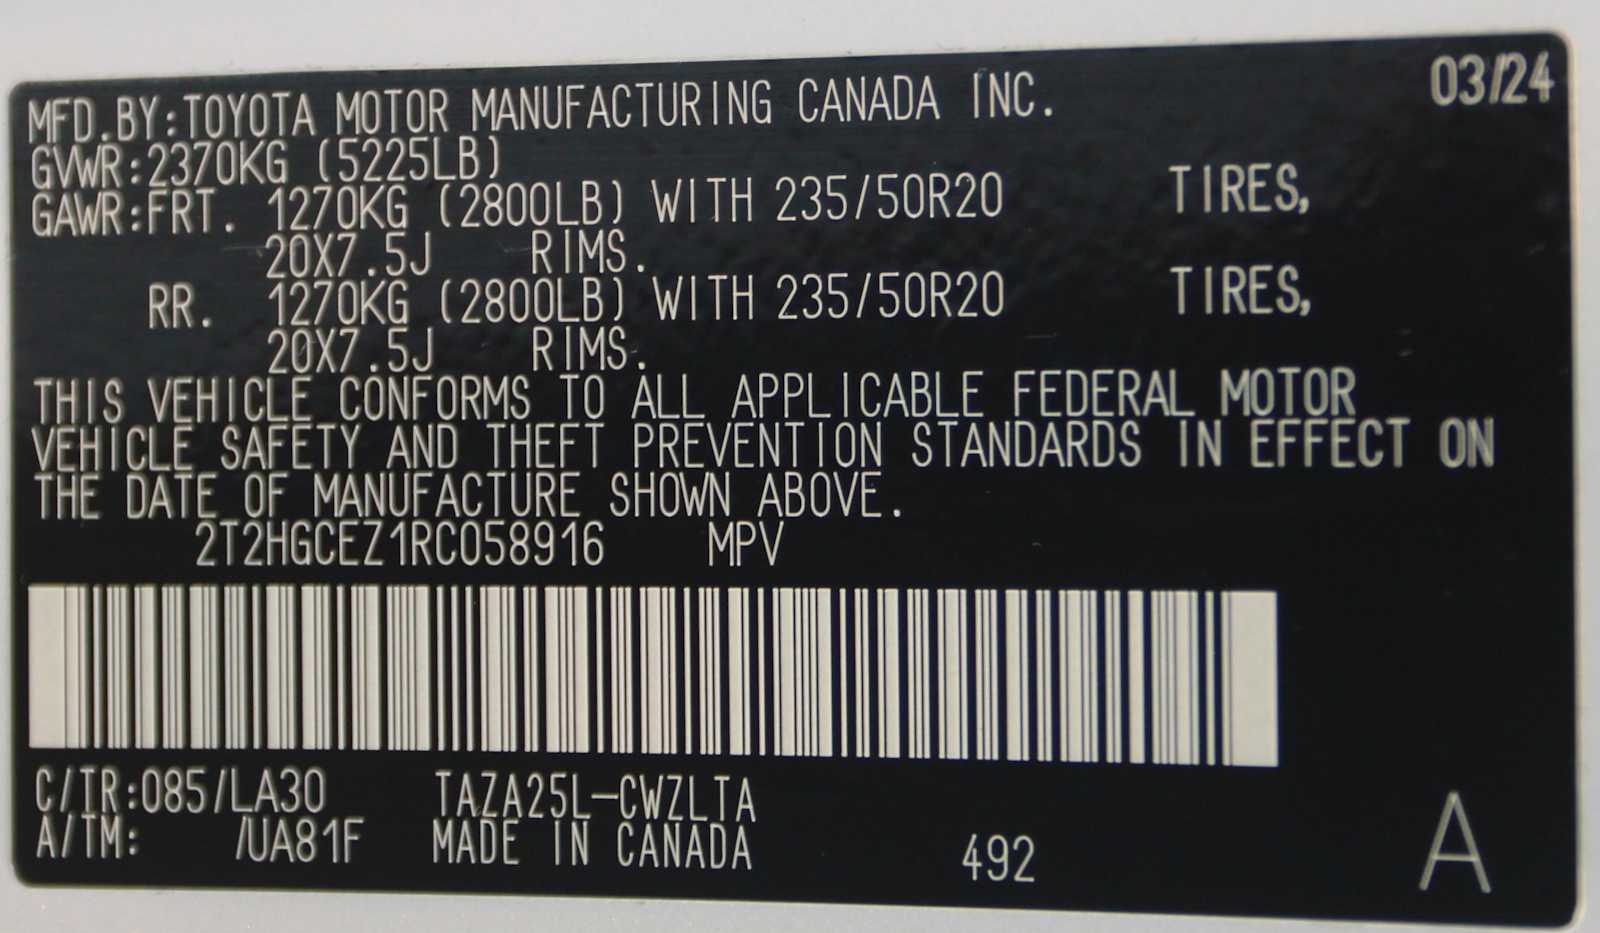 03/24
MFD.BY:TOYOTA MOTOR MANUFACTURING CANADA INC.
GVWR:2370KG (5225LB)
GAWR:FRT. 1270KG (2800LB) WITH 235/50R20 TIRES,
20X7.5J RIMS.
RR. 1270KG (2800LB) WITH 235/50R20 TIRES,
20X7.5J RIMS.
THIS VEHICLE CONFORMS TO ALL APPLICABLE FEDERAL MOTOR
VEHICLE SAFETY AND THEFT PREVENTION STANDARDS IN EFFECT ON
THE DATE OF MANUFACTURE SHOWN ABOVE.
2T2HGCEZ1RC058916 MPV
C/TR:085/LA30 TAZA25L-CWZLTA
A/TM: /UA81F MADE IN CANADA 492 A